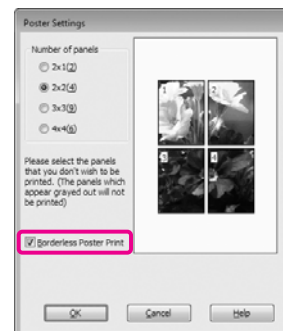 Poster Settings
Number of panels
2x1(2)
2x2(4)
3x3(9)
4x4(6)
1
2
3
4
Please select the panels
that you don't wish to be
printed. (The panels which
appear grayed out will not
be printed)
Borderless Poster Print
OK
Cancel
Help